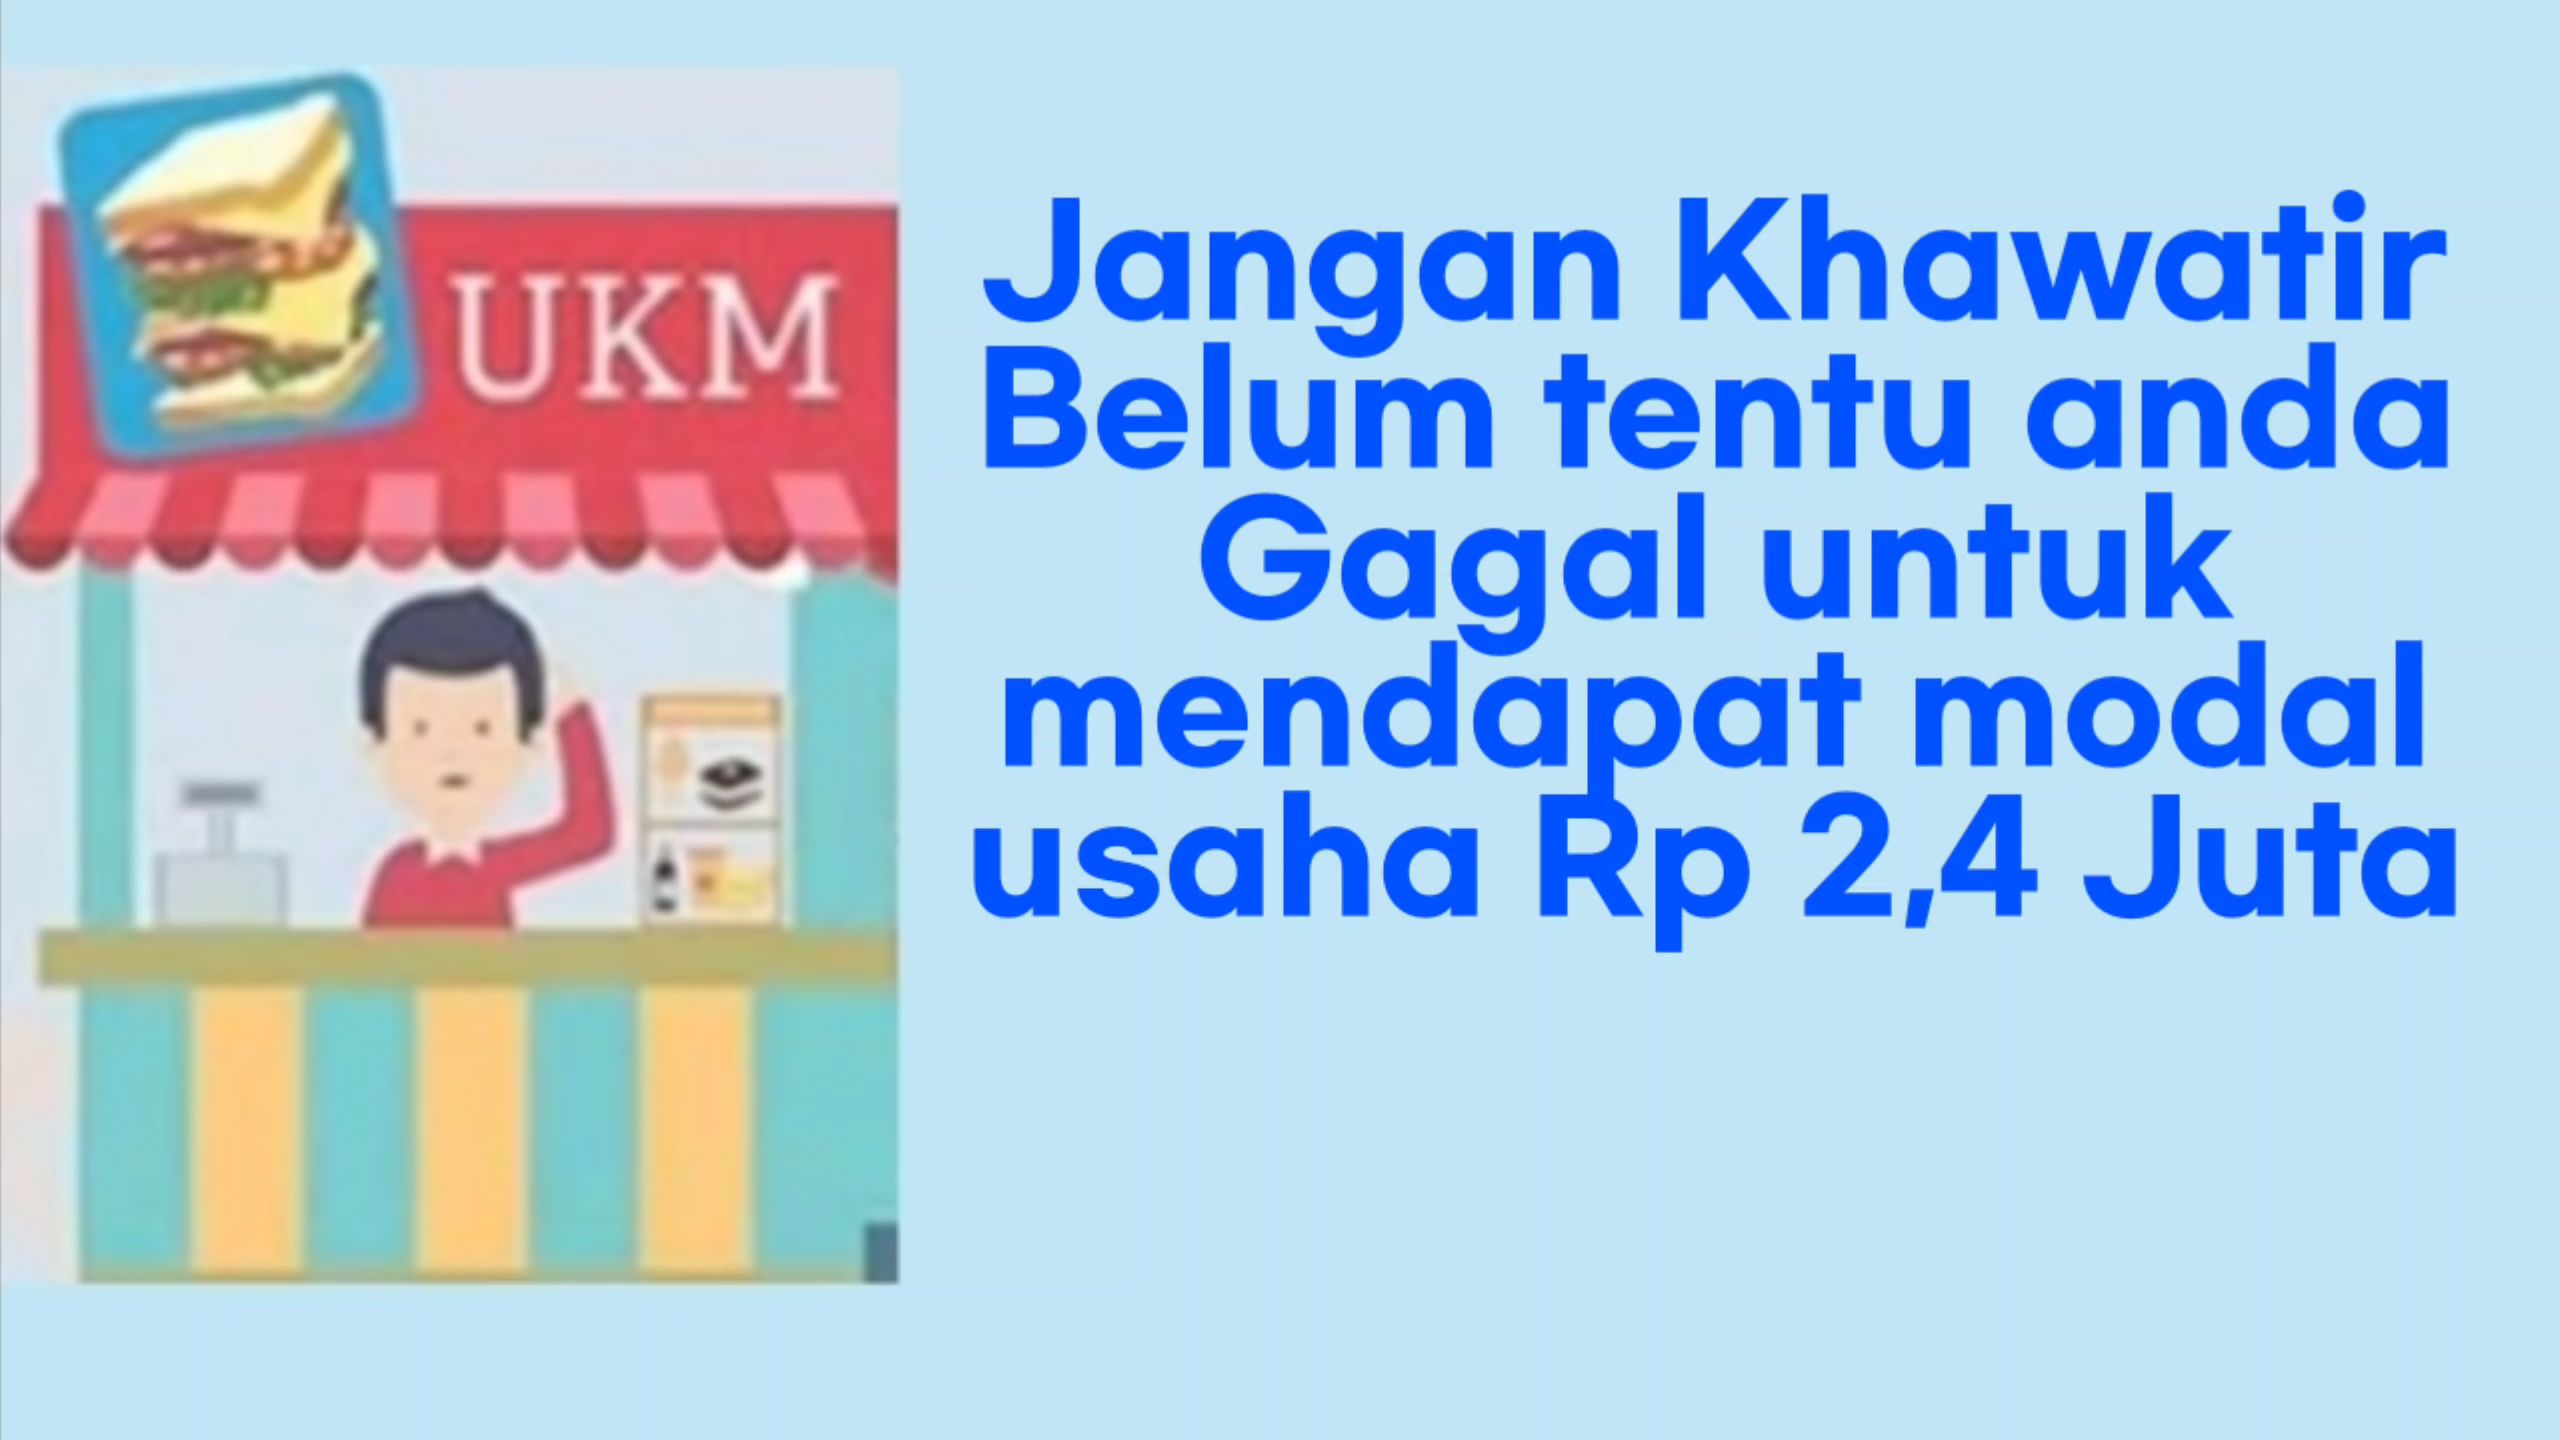 UKM
Jangan Khawatir
Belum tentu anda
Gagal untuk
mendapat modal
usaha Rp 2,4 Juta